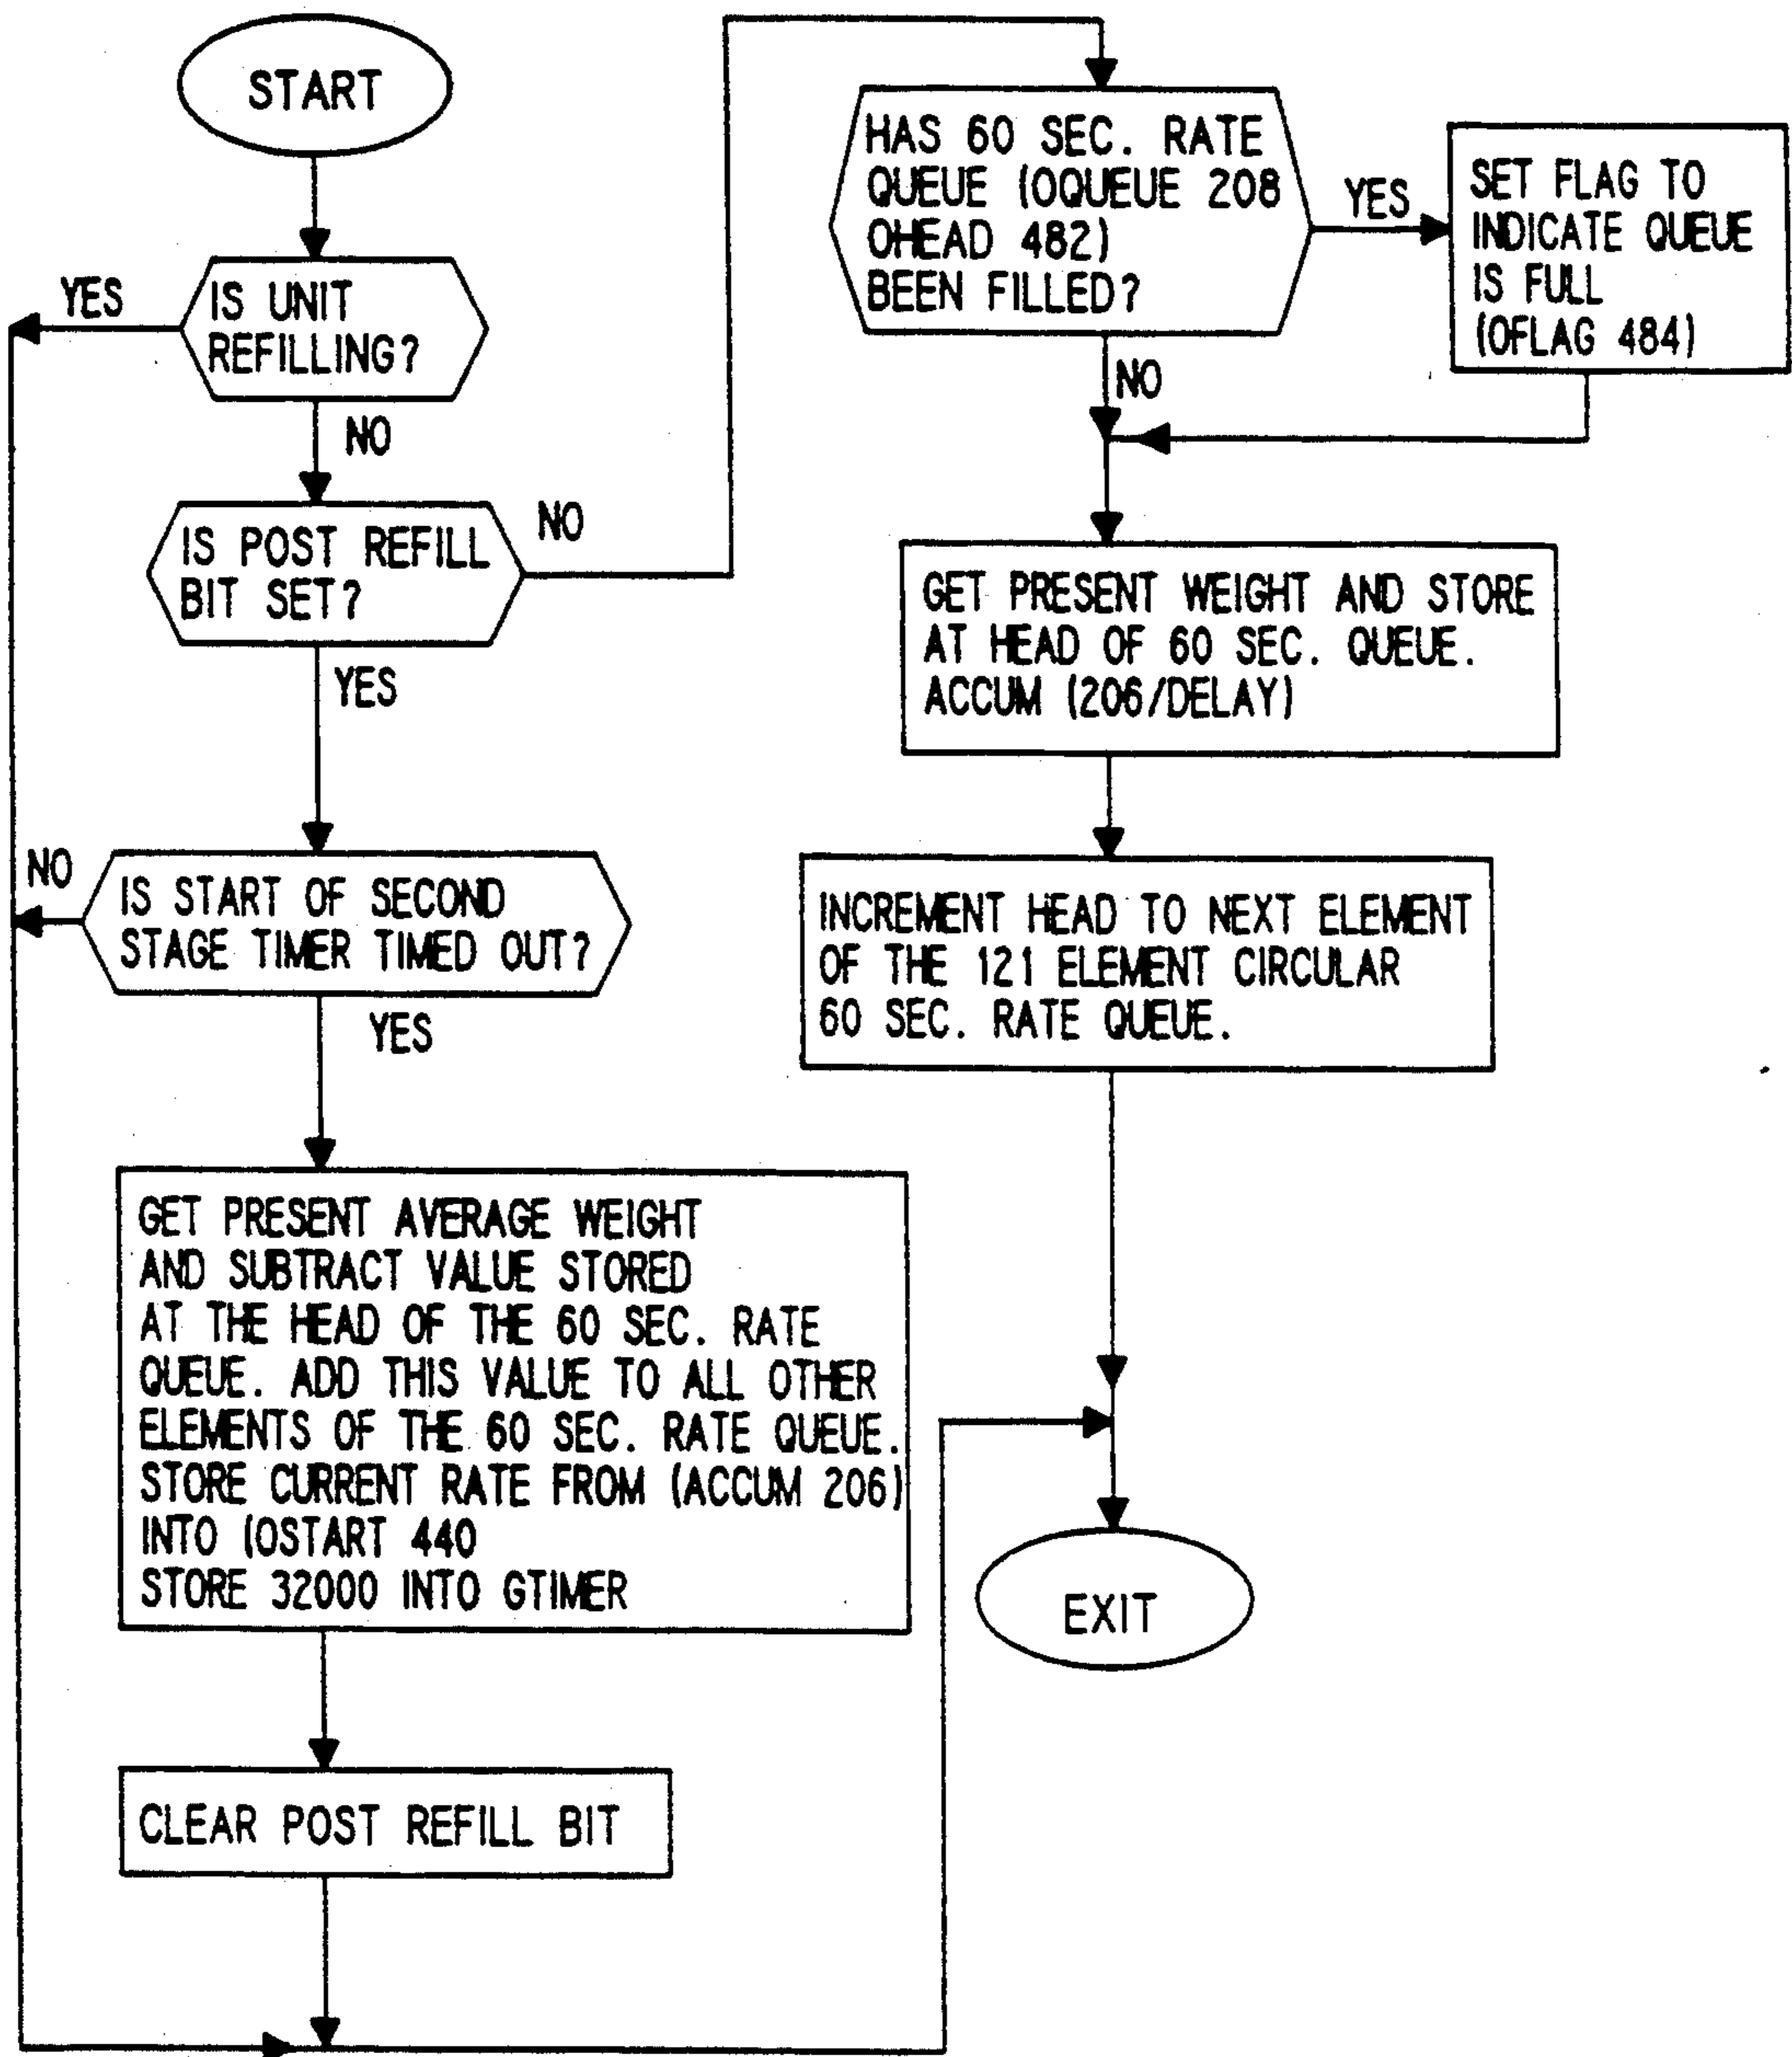 START
IS UNIT
REFILLING?
YES
NO
IS POST REFILL
BIT SET?
NO
YES
IS START OF SECOND
STAGE TIMER TIMED OUT?
NO
YES
GET PRESENT AVERAGE WEIGHT
AND SUBTRACT VALUE STORED
AT THE HEAD OF THE 60 SEC. RATE
QUEUE. ADD THIS VALUE TO ALL OTHER
ELEMENTS OF THE 60 SEC. RATE QUEUE.
STORE CURRENT RATE FROM (ACCUM 206)
INTO (OSTART 440
STORE 32000 INTO GTIMER
CLEAR POST REFILL BIT
HAS 60 SEC. RATE
QUEUE (OQUEUE 208
OHEAD 482)
BEEN FILLED?
YES
SET FLAG TO
INDICATE QUEUE
IS FULL
(OFLAG 484)
NO
GET PRESENT WEIGHT AND STORE
AT HEAD OF 60 SEC. QUEUE.
ACCUM (206/DELAY)
INCREMENT HEAD TO NEXT ELEMENT
OF THE 121 ELEMENT CIRCULAR
60 SEC. RATE QUEUE.
EXIT